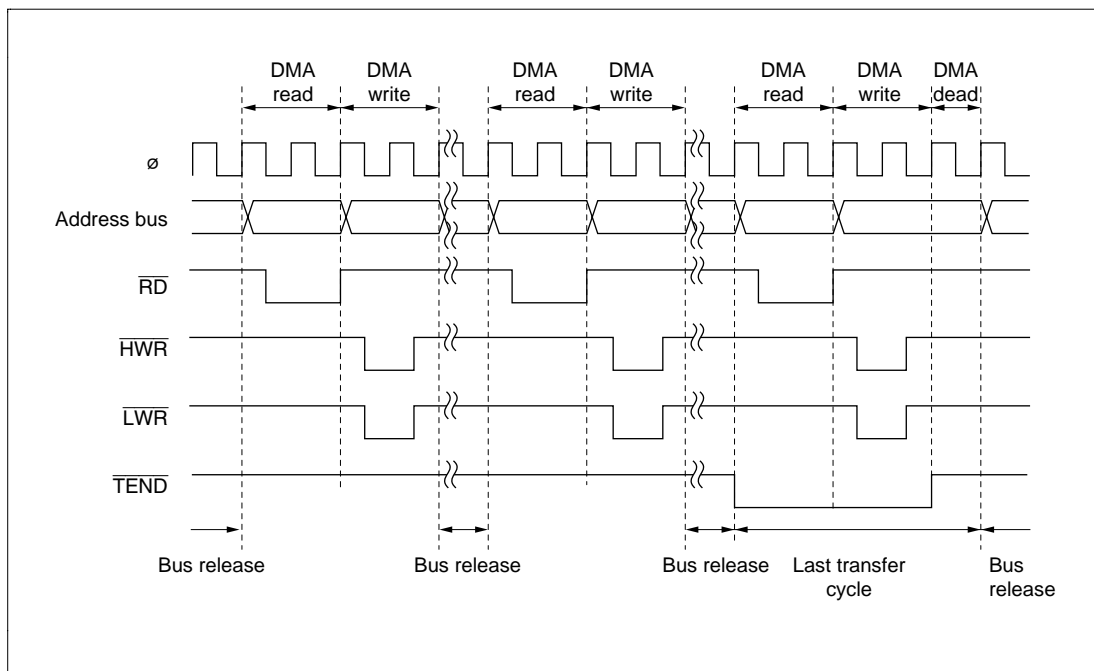 DMA read DMA write DMA read DMA write DMA read DMA write DMA dead
ø
Address bus
RD
HWR
LWR
TEND
Bus release Bus release Bus release Last transfer cycle Bus release